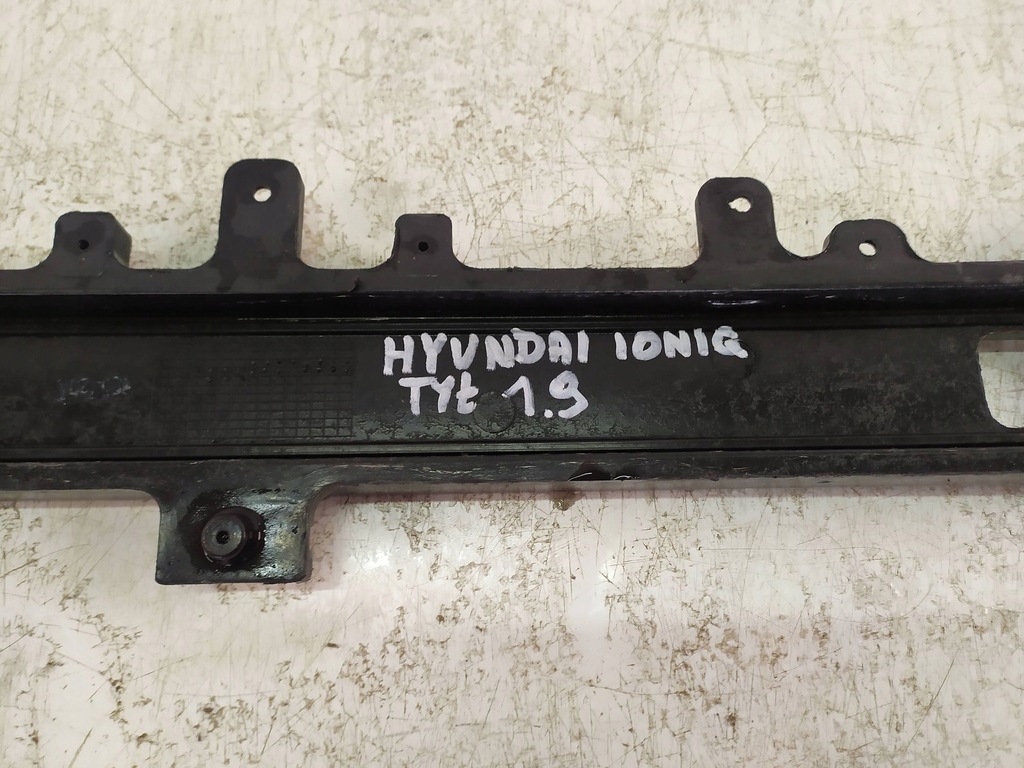 HYUNDAI IONIQ
TYŁ 1.9